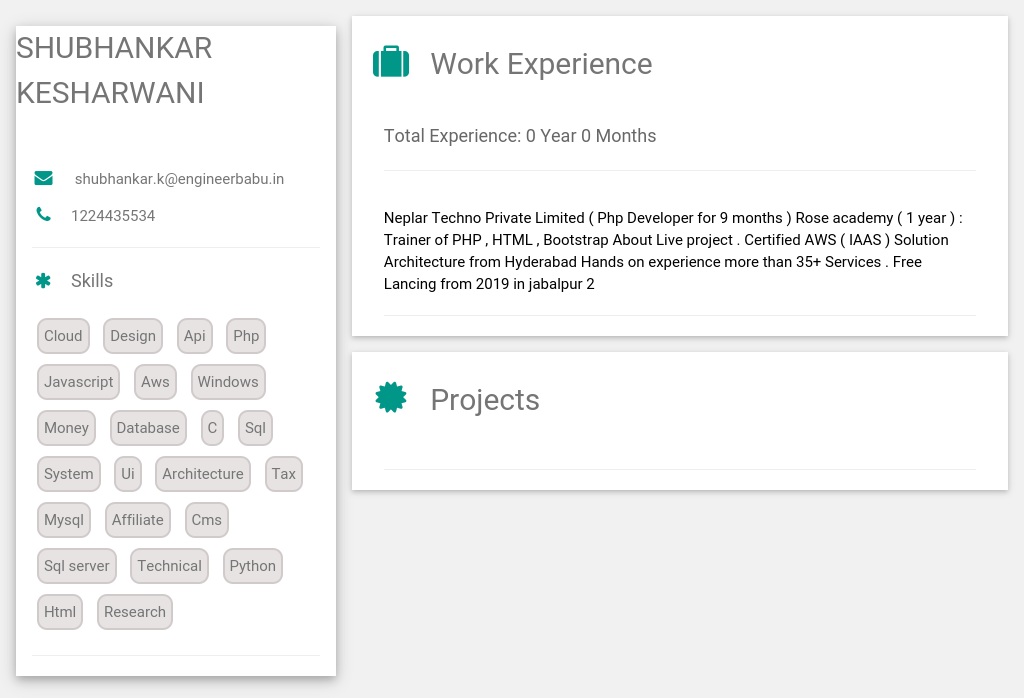 SHUBHANKAR
KESHARWANI
shubhankar.k@engineerbabu.in
1224435534
Skills
Cloud Design Api Php
Javascript Aws Windows
Money Database C Sql
System Ui Architecture Tax
Mysql Affiliate Cms
Sql server Technical Python
Html Research
Work Experience
Total Experience: 0 Year 0 Months
Neplar Techno Private Limited ( Php Developer for 9 months ) Rose academy ( 1 year ) :
Trainer of PHP , HTML , Bootstrap About Live project . Certified AWS ( IAAS ) Solution
Architecture from Hyderabad Hands on experience more than 35+ Services . Free
Lancing from 2019 in jabalpur 2
Projects